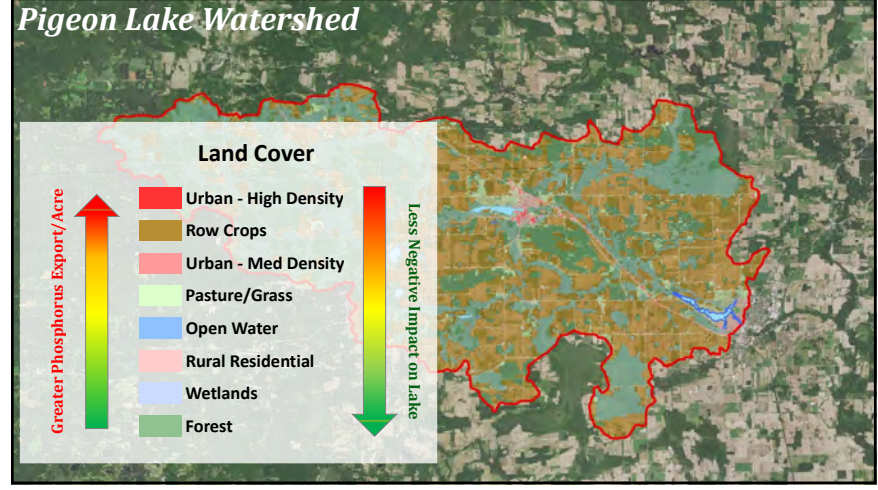 Pigeon Lake Watershed
Land Cover
Greater Phosphorus Export/Acre
Urban - High Density
Row Crops
Urban - Med Density
Pasture/Grass
Open Water
Rural Residential
Wetlands
Forest
Less Negative Impact on Lake